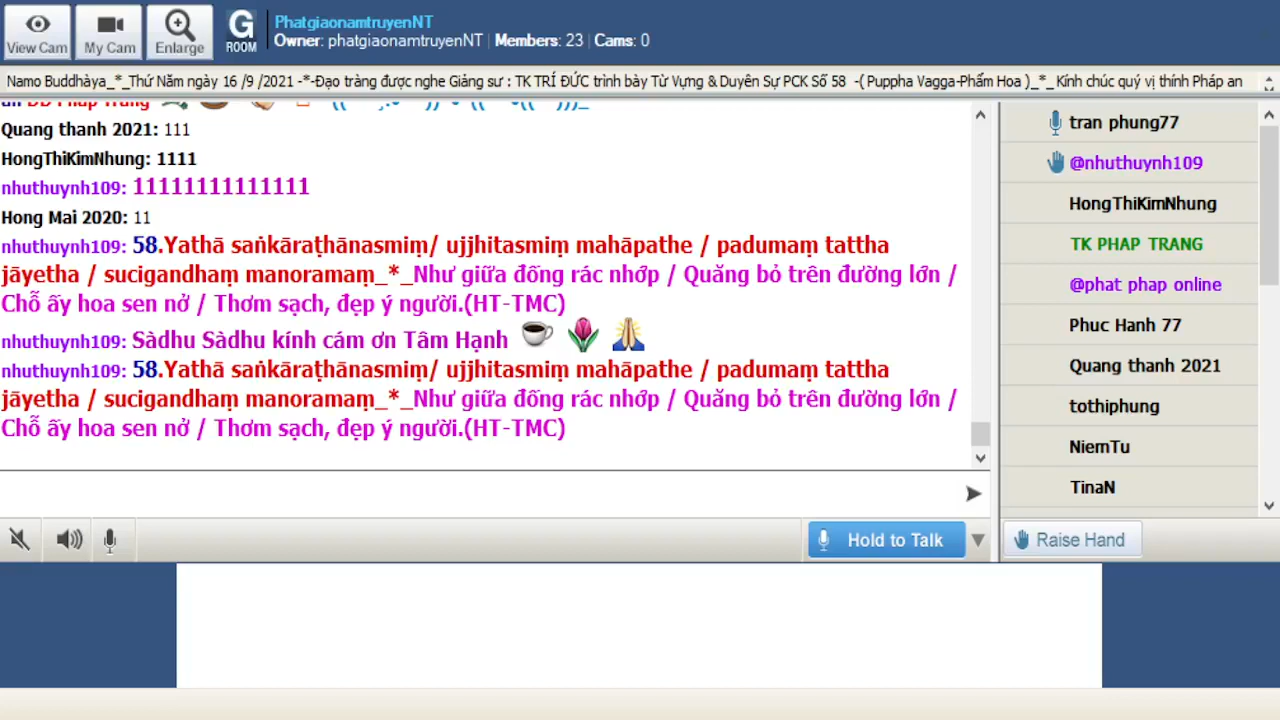 View Cam
My Cam
Enlarge
G
ROOM
PhatgiaonamtruyenNT
Owner: phatgiaonamtruyenNT | Members: 23 | Cams: 0
Namo Buddhàya_*_Thứ Năm ngày 16 /9 /2021 -*-Đạo tràng được nghe Giảng sư : TK TRÍ ĐỨC trình bày Từ Vựng & Duyên Sự PCK Số 58 -( Puppha Vagga-Phẩm Hoa )_*_ Kính chúc quý vị thính Pháp an
Quang thanh 2021: 111
HongThiKimNhung: 1111
nhuthuynh109: 11111111111111
Hong Mai 2020: 11
nhuthuynh109: 58.Yathā saṅkāraṭhānasmiṃ/ ujjhitasmiṃ mahāpathe / padumaṃ tattha
jāyetha / sucigandhaṃ manoramaṃ_*_Như giữa đống rác nhớp / Quăng bỏ trên đường lớn /
Chỗ ấy hoa sen nở / Thơm sạch, đẹp ý người.(HT-TMC)
nhuthuynh109: Sàdhu Sàdhu kính cám ơn Tâm Hạnh
nhuthuynh109: 58.Yathā saṅkāraṭhānasmiṃ/ ujjhitasmiṃ mahāpathe / padumaṃ tattha
jāyetha / sucigandhaṃ manoramaṃ_*_Như giữa đống rác nhớp / Quăng bỏ trên đường lớn /
Chỗ ấy hoa sen nở / Thơm sạch, đẹp ý người.(HT-TMC)
tran phung77
@nhuthuynh109
HongThiKimNhung
TK PHAP TRANG
@phat phap online
Phuc Hanh 77
Quang thanh 2021
tothiphung
NiemTu
TinaN
Hold to Talk
Raise Hand